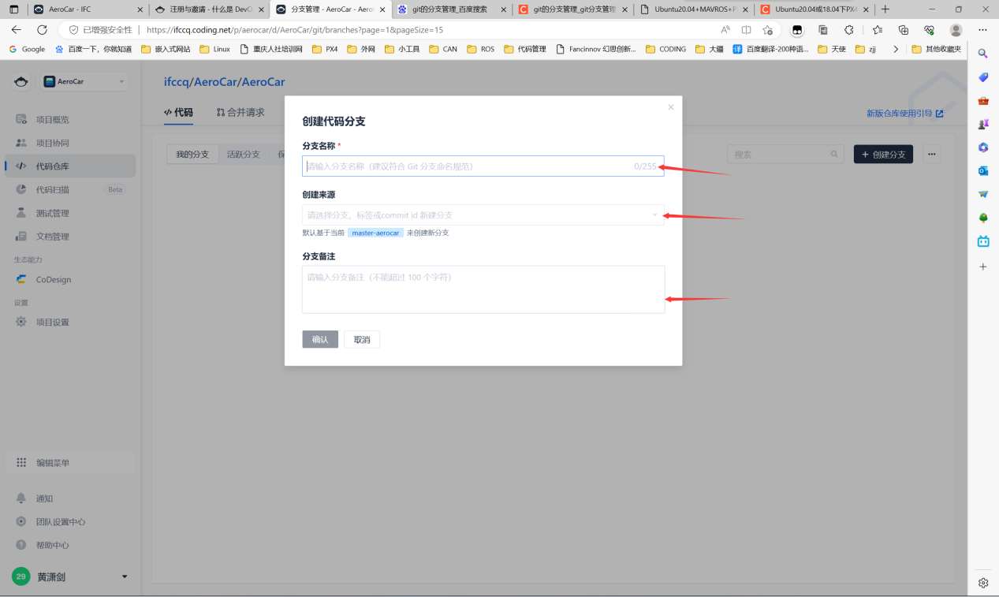 AeroCar - IFC
注册与邀请 - 什么是 DevO
分支管理 - AeroCar - Aero
git的分支管理_百度搜索
git的分支管理_git分支管理
Ubuntu20.04+MAVROS+P
Ubuntu20.04或18.04下PX4
已增强安全性
https://ifccq.coding.net/p/aerocar/d/AeroCar/git/branches?page=1&pageSize=15
Google
百度一下，你就知道
嵌入式网站
Linux
重庆人社培训网
PX4
外网
小工具
CAN
ROS
代码管理
Fancinnov 幻思创新...
CODING
大疆
百度翻译-200种语...
天使
zjj
其他收藏夹
AeroCar
ifccq/AeroCar/AeroCar
代码
合并请求
新版仓库使用引导
项目概览
项目协同
代码仓库
代码扫描
Beta
测试管理
文档管理
生态能力
CoDesign
设置
项目设置
我的分支
活跃分支
保
搜索
+ 创建分支
创建代码分支
分支名称 *
请输入分支名称（建议符合 Git 分支命名规范）
0/255
创建来源
请选择分支、标签或commit id 新建分支
默认基于当前 master-aerocar 来创建新分支
分支备注
请输入分支备注（不能超过 100 个字符）
确认
取消
编辑菜单
通知
团队设置中心
帮助中心
29
黄潇剑